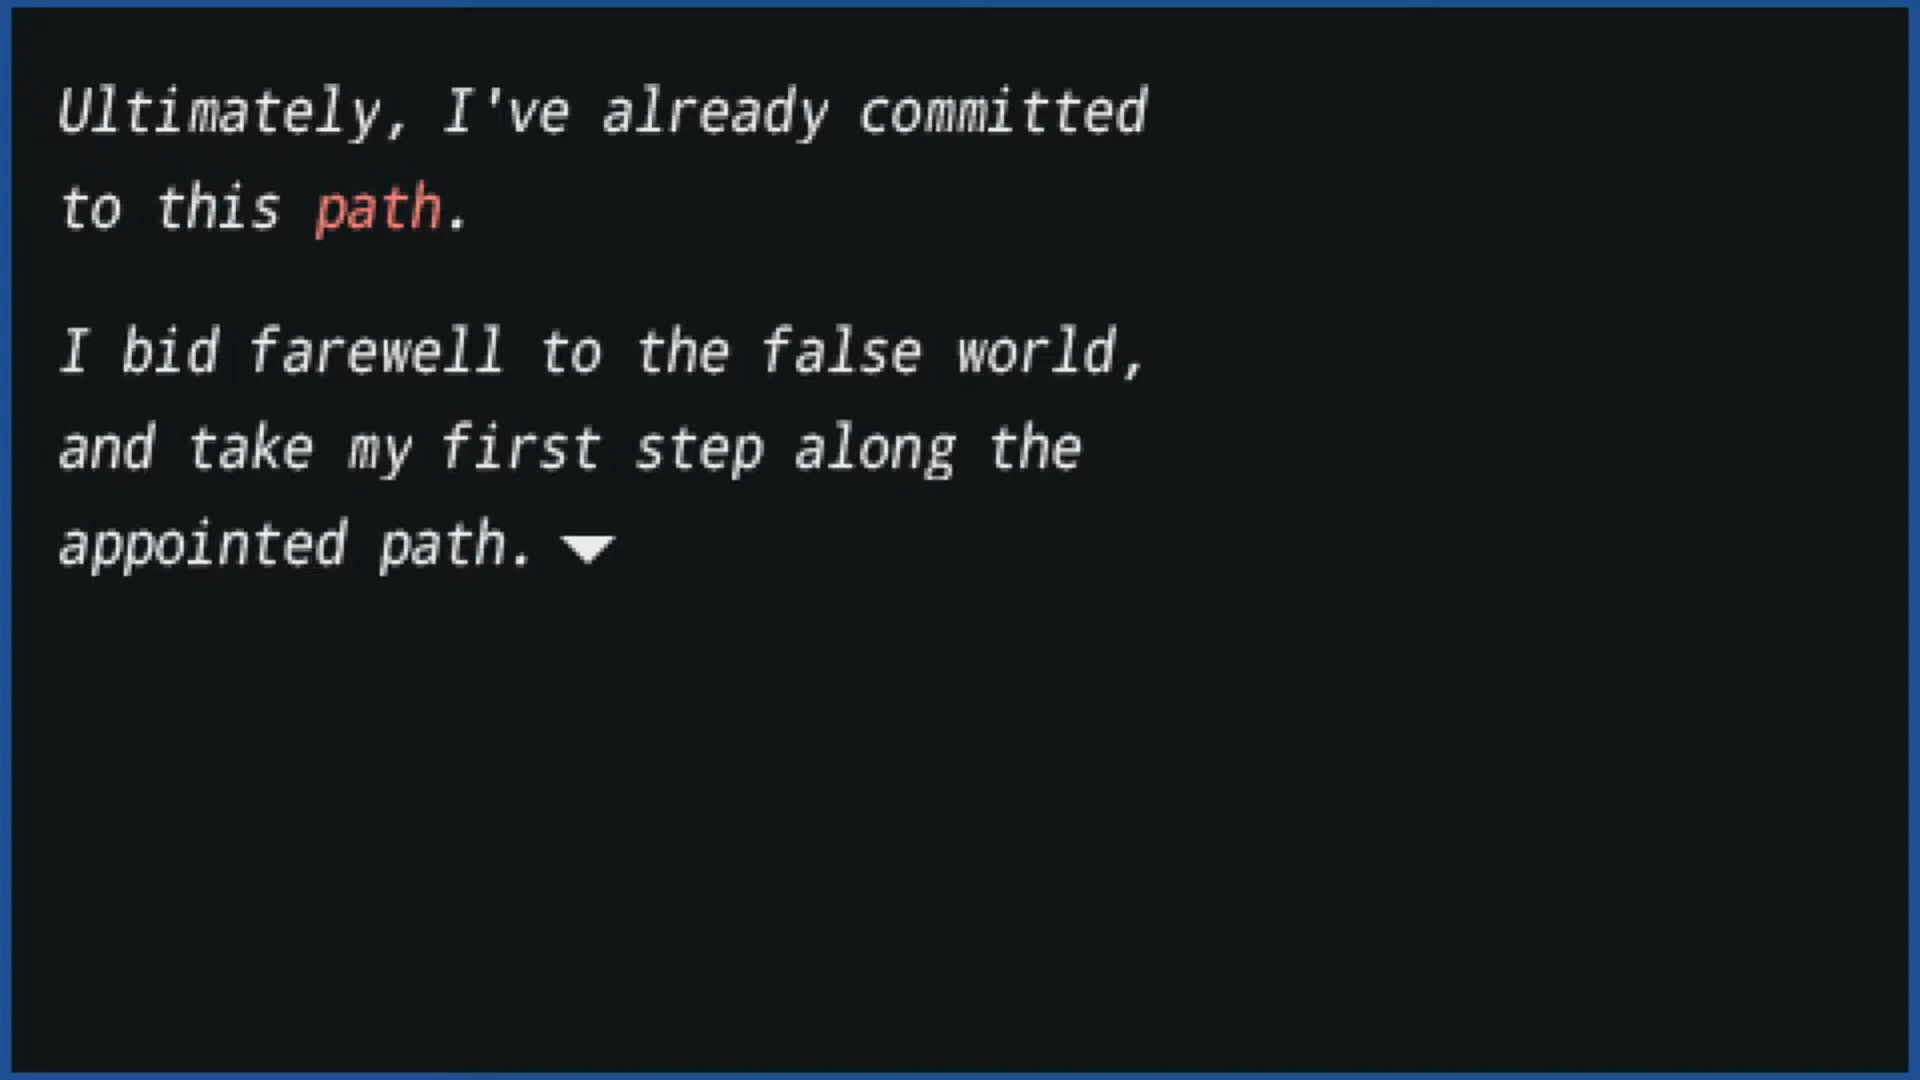 Ultimately, I've already committed
to this path.
I bid farewell to the false world,
and take my first step along the
appointed path.